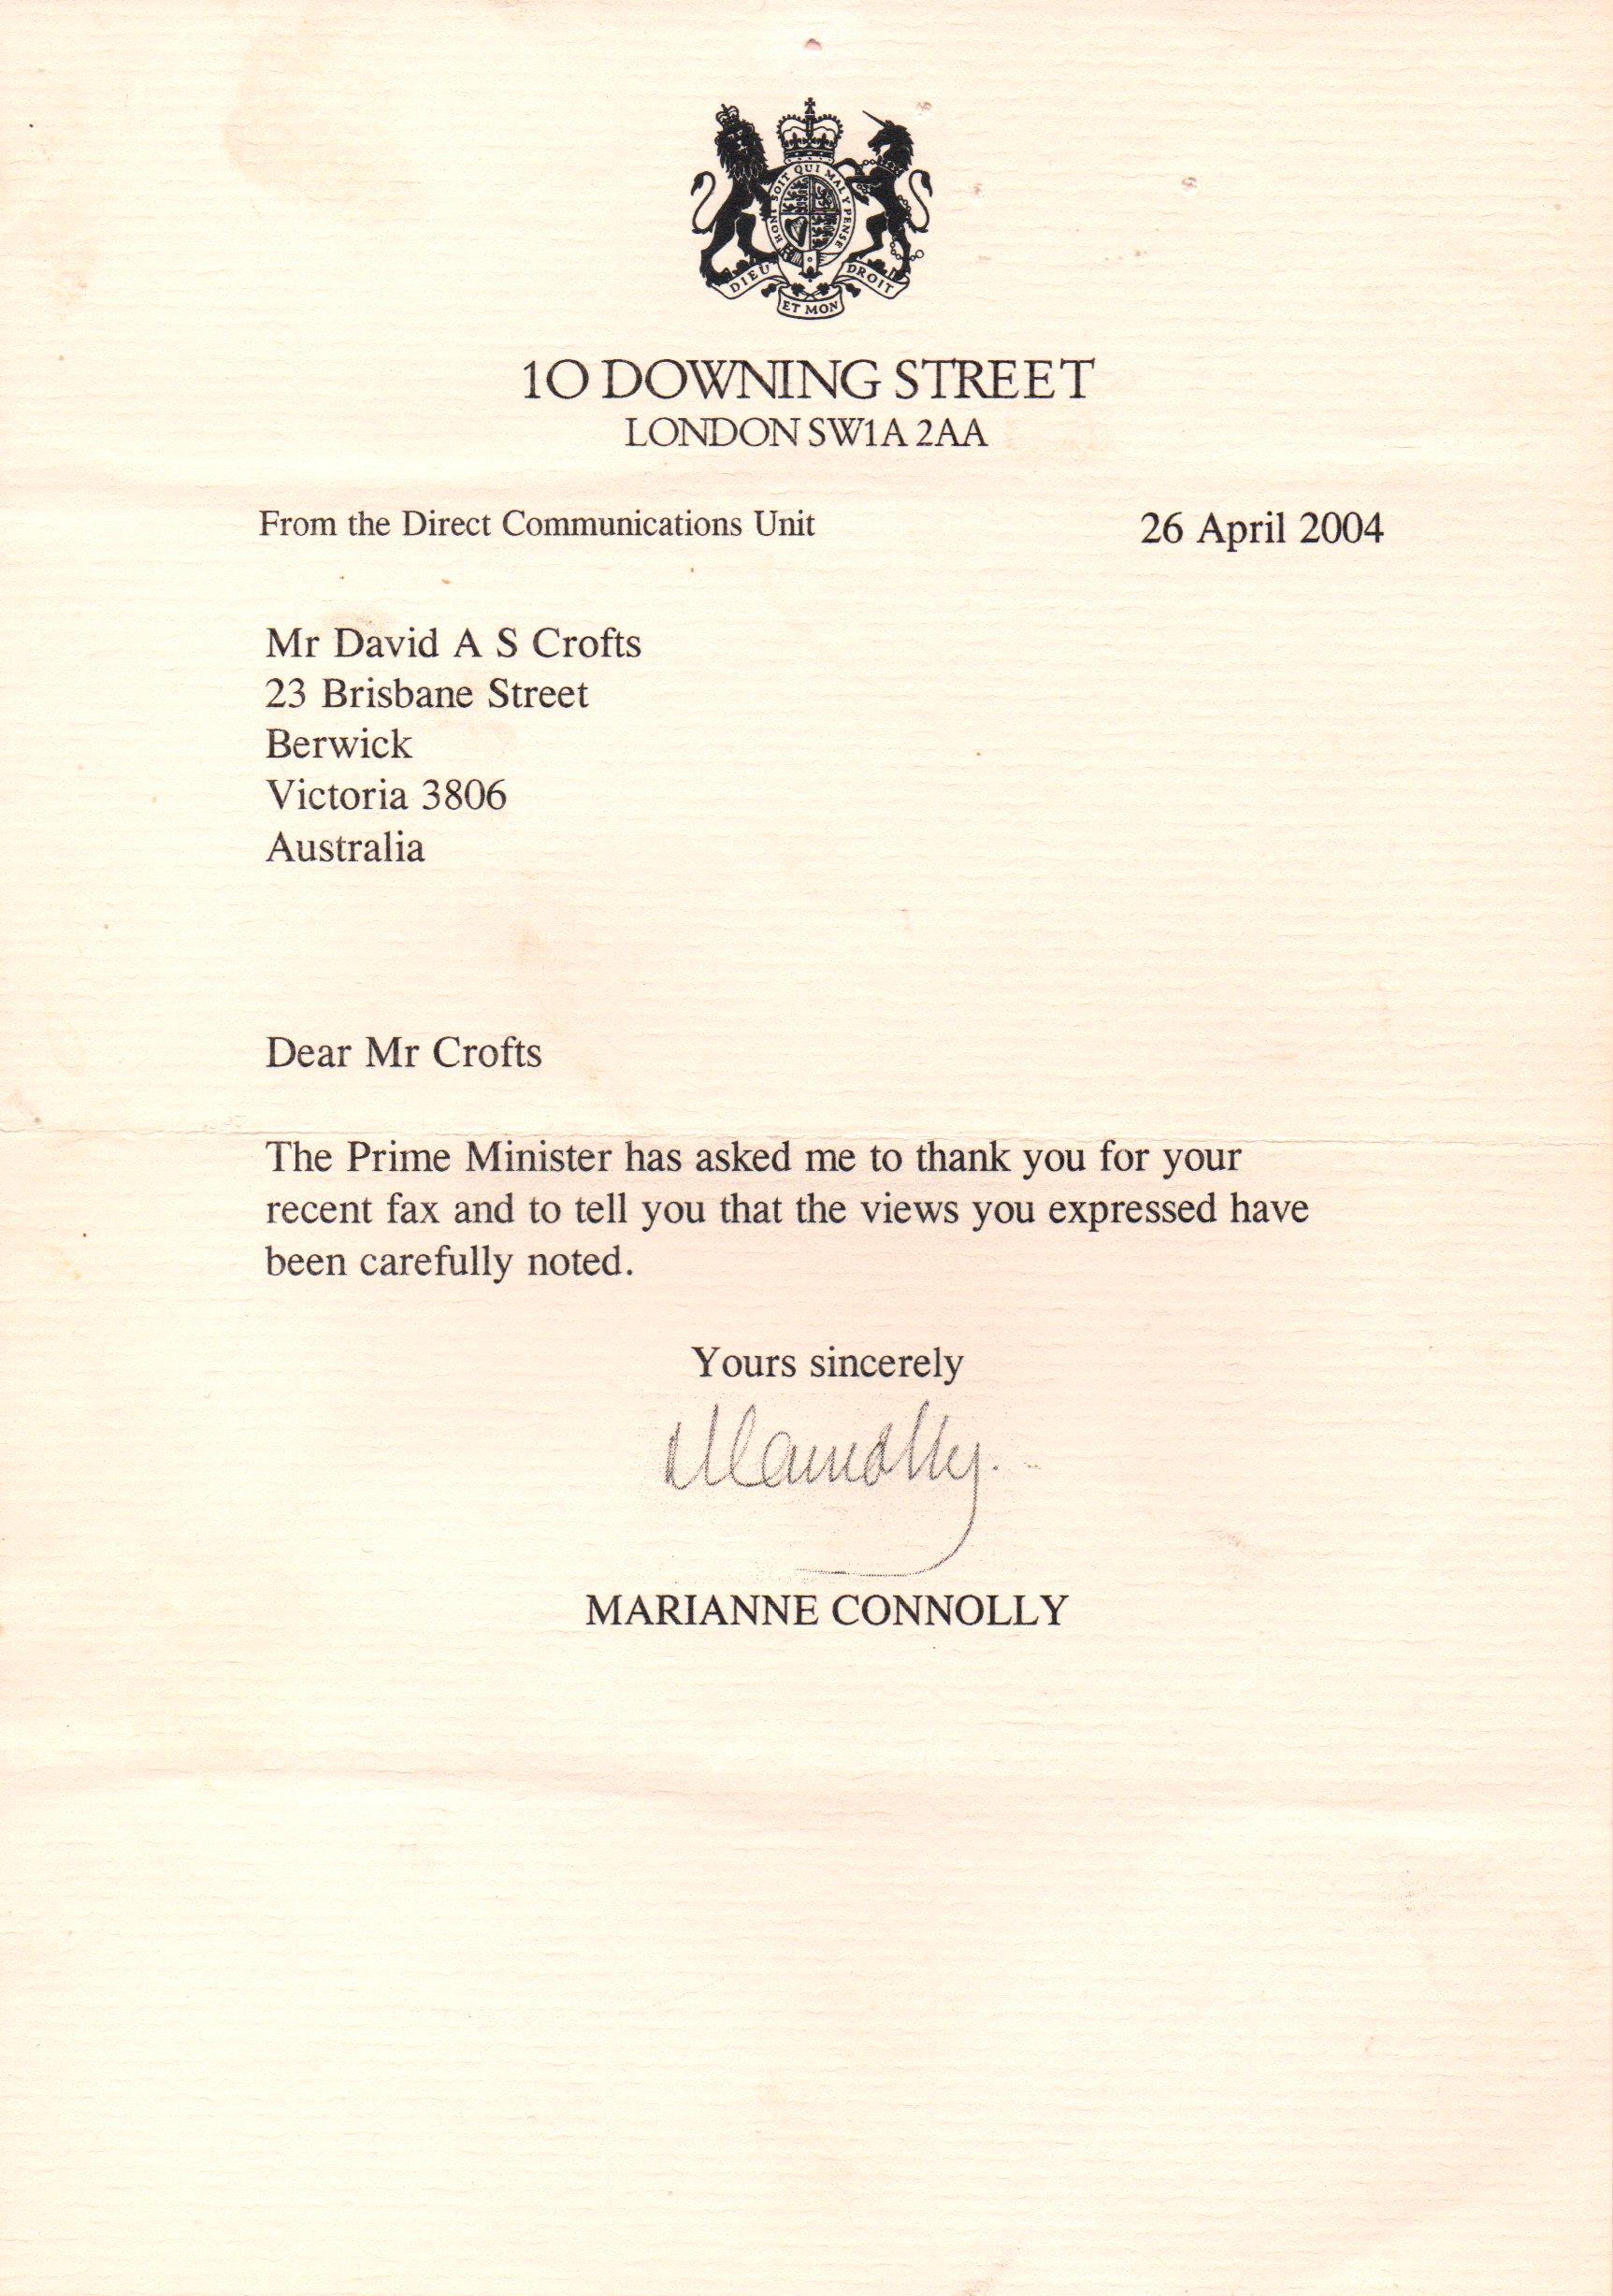 HONI SOIT QUI MAL Y PENSE
DIEU ET MON DROIT
10 DOWNING STREET
LONDON SW1A 2AA
From the Direct Communications Unit
26 April 2004
Mr David A S Crofts
23 Brisbane Street
Berwick
Victoria 3806
Australia
Dear Mr Crofts
The Prime Minister has asked me to thank you for your
recent fax and to tell you that the views you expressed have
been carefully noted.
Yours sincerely
MARIANNE CONNOLLY